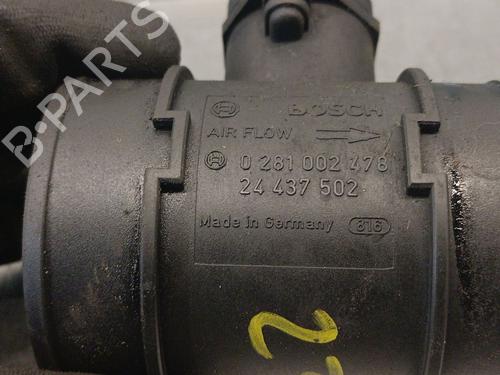 B-PARTS
BOSCH
AIR FLOW
0 281 002 478
24 437 502
Made in Germany 816